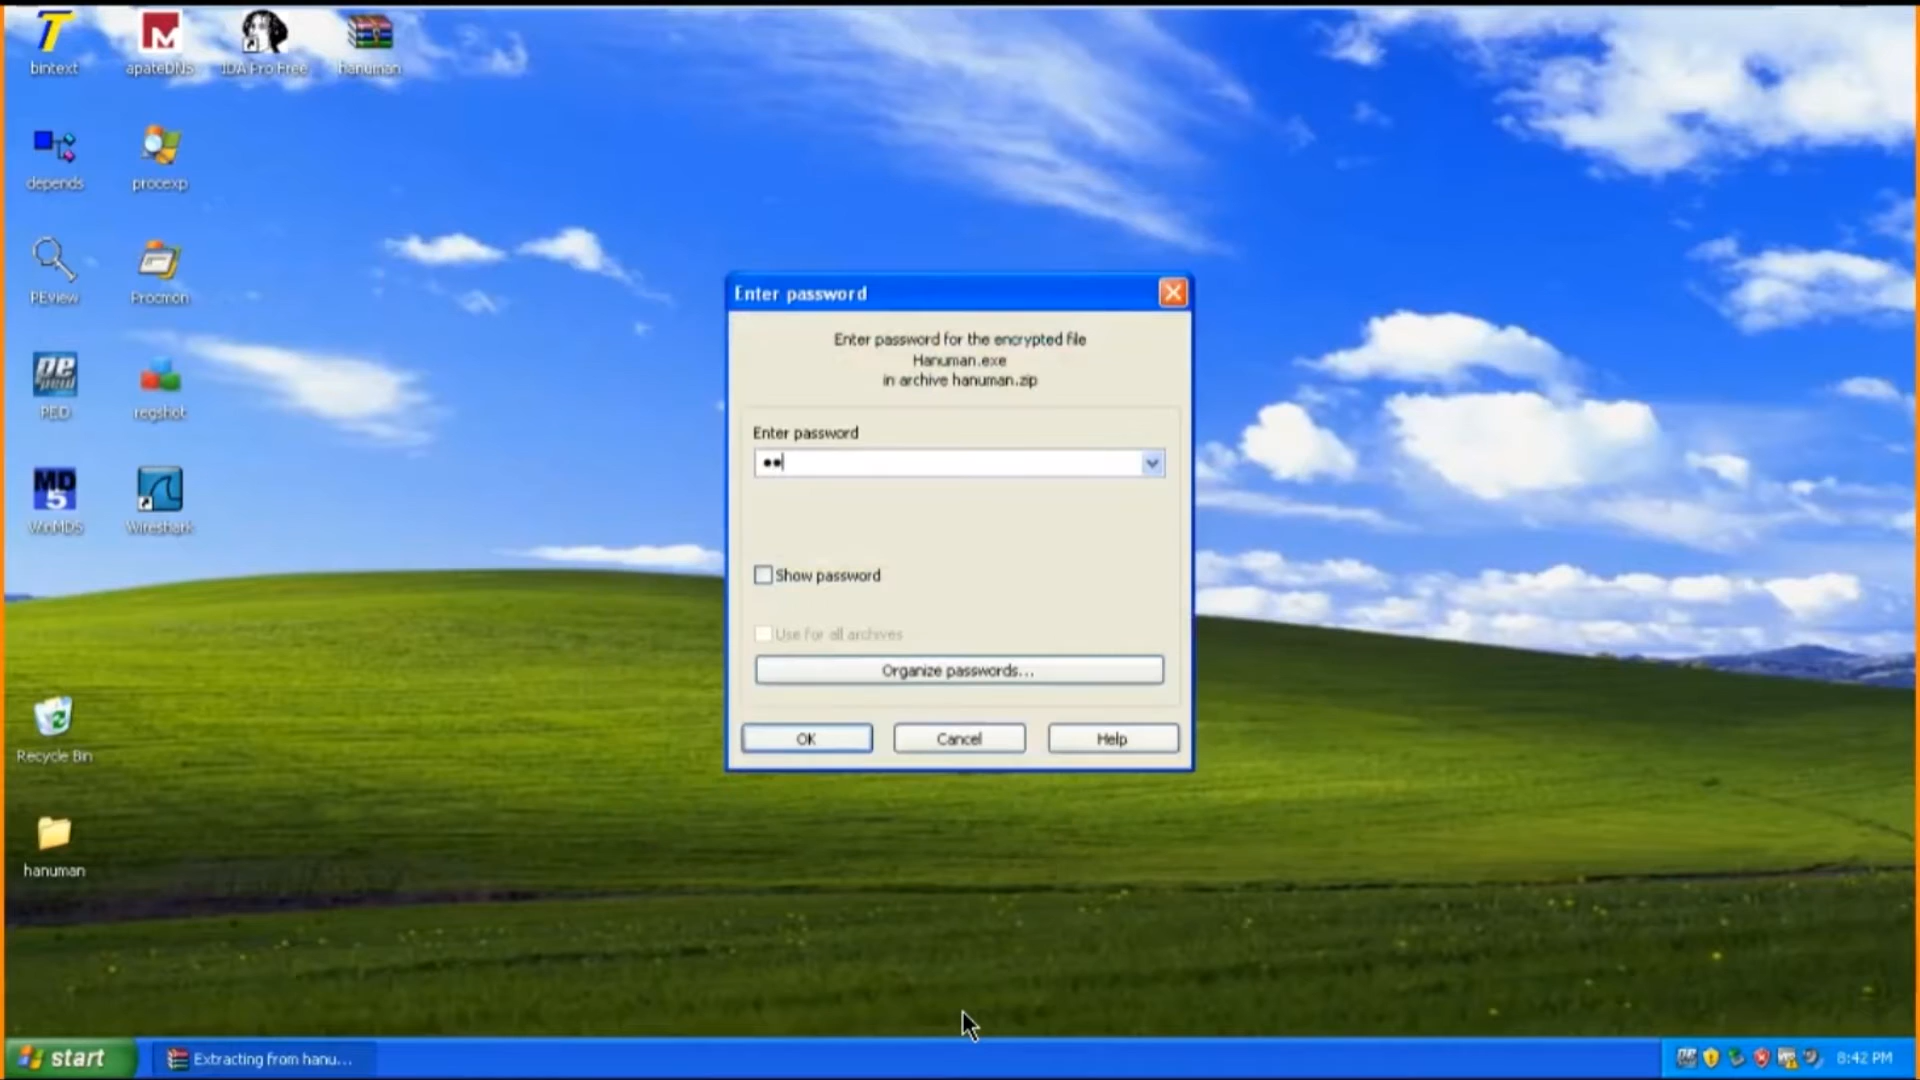 bintext
apateDNS
IDA Pro Free
hanuman
depends
procexp
PEview
Procmon
PEiD
regshot
MD
5
WinMD5
Wireshark
Recycle Bin
hanuman
Enter password
Enter password for the encrypted file
Hanuman.exe
in archive hanuman.zip
Enter password
Show password
Use for all archives
Organize passwords...
OK
Cancel
Help
start
Extracting from hanu...
8:42 PM